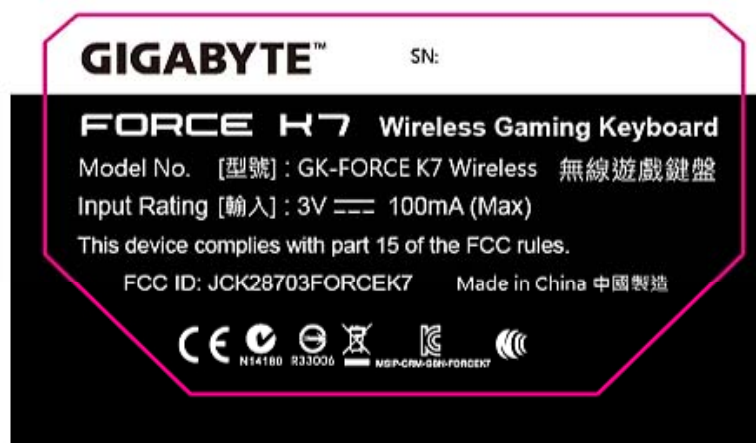 GIGABYTE™ SN:
FORCE K7 Wireless Gaming Keyboard
Model No. [型號] : GK-FORCE K7 Wireless 無線遊戲鍵盤
Input Rating [輸入] : 3V 100mA (Max)
This device complies with part 15 of the FCC rules.
FCC ID: JCK28703FORCEK7 Made in China 中國製造
CE
N14180 R33006 MSIP-CRM-GBH-FORCEK7